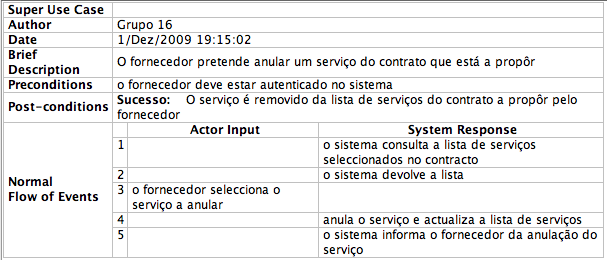 Super Use Case
Author Grupo 16
Date 1/Dez/2009 19:15:02
Brief Description O fornecedor pretende anular um serviço do contrato que está a propôr
Preconditions o fornecedor deve estar autenticado no sistema
Post-conditions Sucesso: O serviço é removido da lista de serviços do contrato a propôr pelo
fornecedor
Normal Flow of Events
Actor Input System Response
1 o sistema consulta a lista de serviços
seleccionados no contracto
2 o sistema devolve a lista
3 o fornecedor selecciona o
serviço a anular
4 anula o serviço e actualiza a lista de serviços
5 o sistema informa o fornecedor da anulação do
serviço